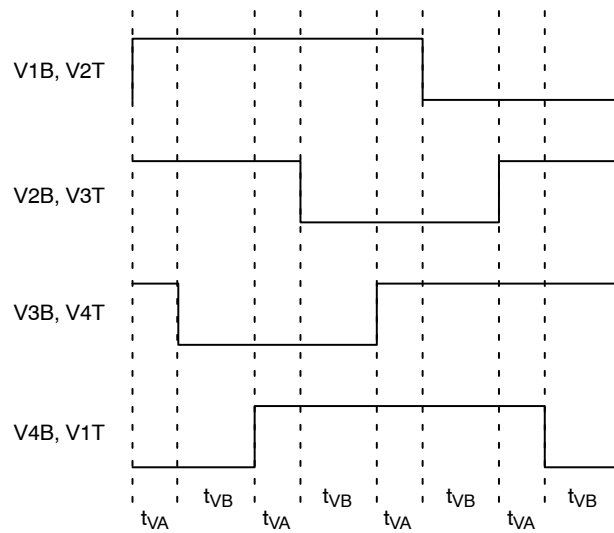 V1B, V2T
V2B, V3T
V3B, V4T
V4B, V1T
tVB tVB tVB tVB
tVA tVA tVA tVA